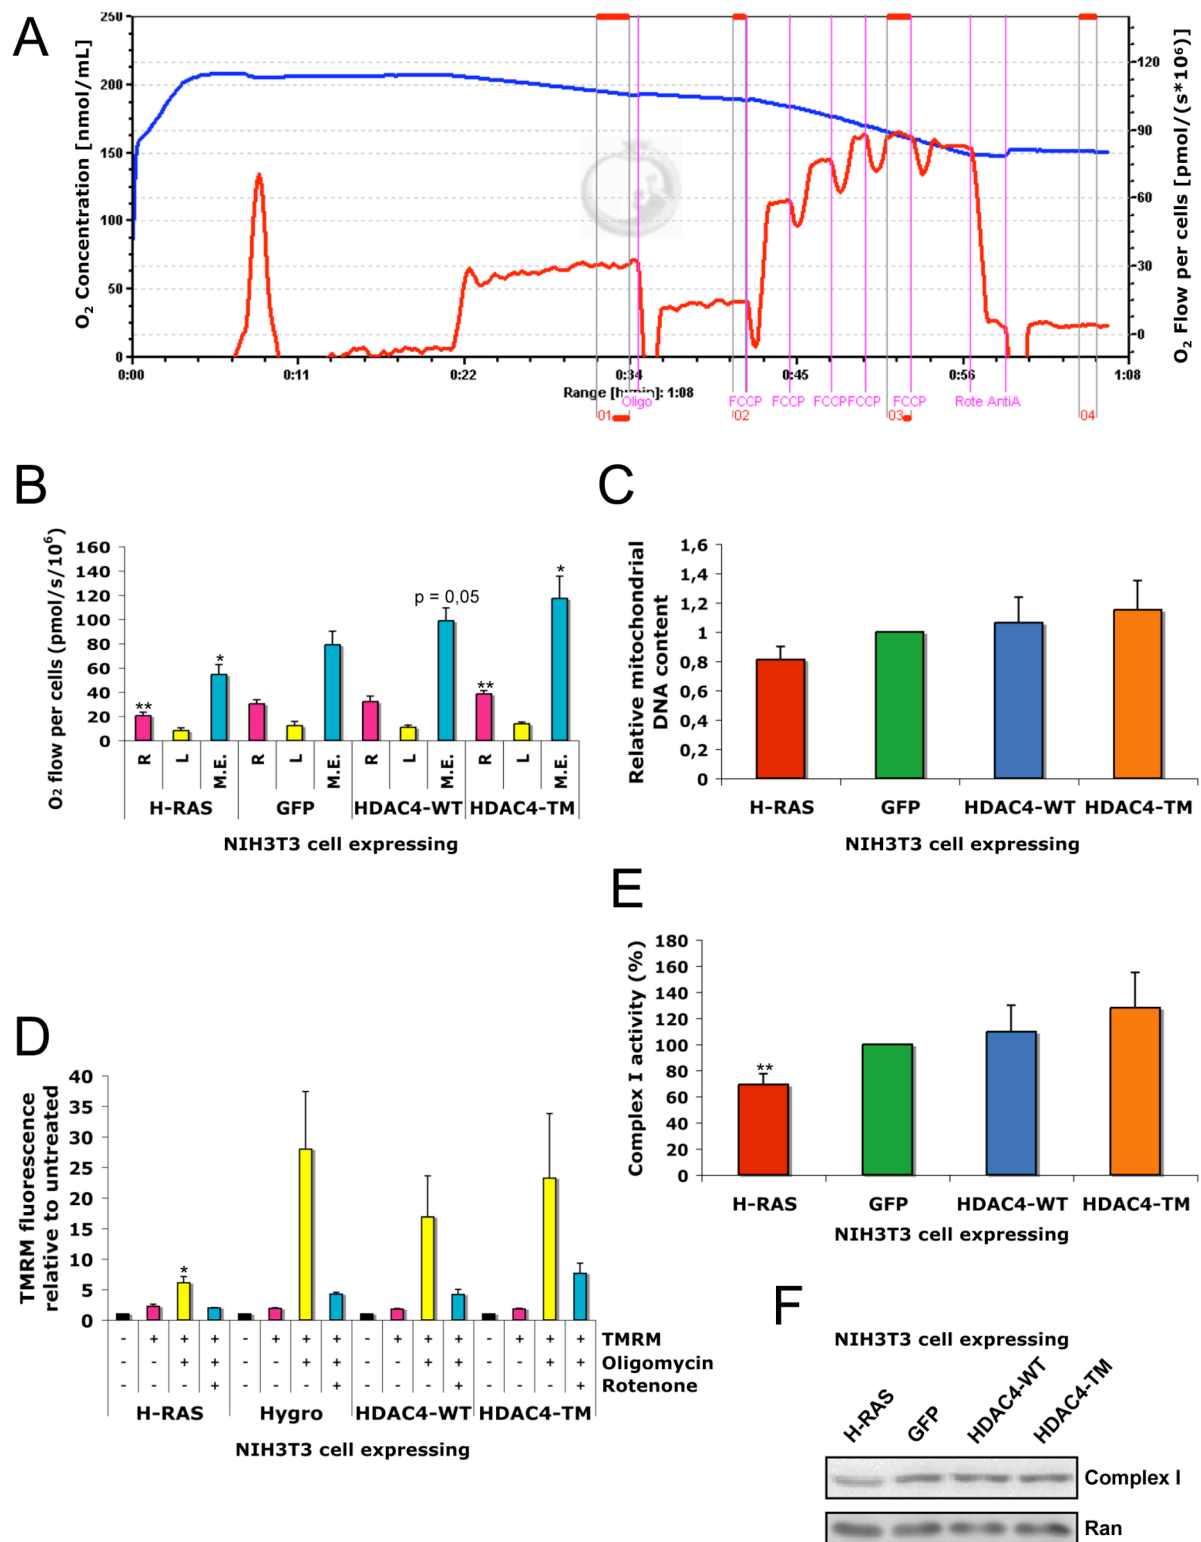 A
O₂ Concentration [nmol/mL]
250
200
150
100
50
0
O₂ Flow per cells [pmol/(s*10⁶)]
120
90
60
30
0
0:00 0:11 0:22 0:34 0:45 0:56 1:08
Range [h:min]: 1:08
Oligo FCCP FCCP FCCP FCCP FCCP Rote AntiA
01 02 03 04
B
O₂ flow per cells (pmol/s/10⁶)
160
140
120
100
80
60
40
20
0
** * p = 0,05 ** *
R L M.E. R L M.E. R L M.E. R L M.E.
H-RAS GFP HDAC4-WT HDAC4-TM
NIH3T3 cell expressing
C
Relative mitochondrial
DNA content
1,6
1,4
1,2
1
0,8
0,6
0,4
0,2
0
H-RAS GFP HDAC4-WT HDAC4-TM
NIH3T3 cell expressing
D
TMRM fluorescence
relative to untreated
40
35
30
25
20
15
10
5
0
*
- + + + - + + + - + + + - + + + TMRM
- - + + - - + + - - + + - - + + Oligomycin
- - - + - - - + - - - + - - - + Rotenone
H-RAS Hygro HDAC4-WT HDAC4-TM
NIH3T3 cell expressing
E
Complex I activity (%)
180
160
140
120
100
80
60
40
20
0
**
H-RAS GFP HDAC4-WT HDAC4-TM
NIH3T3 cell expressing
F
NIH3T3 cell expressing
H-RAS GFP HDAC4-WT HDAC4-TM
Complex I
Ran